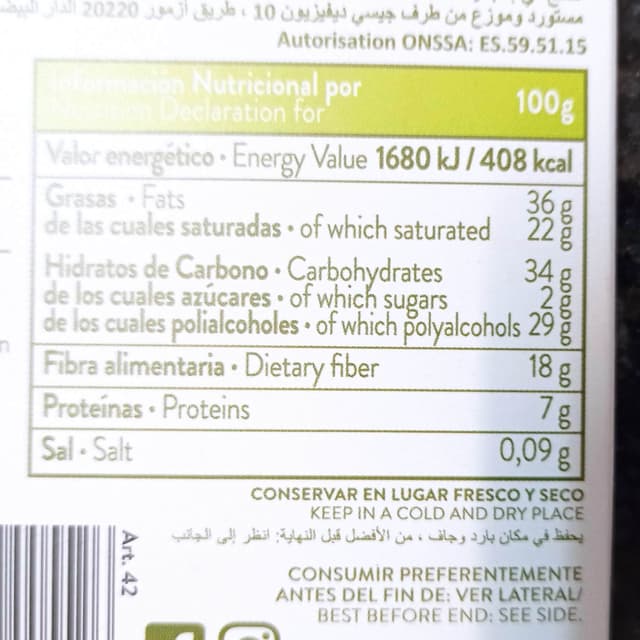 مستورد وموزع من طرف جيسي ديفيزيون 10 ، طريق أزمور 20220 الدار البيضاء
Autorisation ONSSA: ES.59.51.15
Información Nutricional por
Declaration for
100g
Valor energético • Energy Value 1680 kJ / 408 kcal
Grasas • Fats 36 g
de las cuales saturadas • of which saturated 22 g
Hidratos de Carbono • Carbohydrates 34 g
de los cuales azúcares • of which sugars 2 g
de los cuales polialcoholes • of which polyalcohols 29 g
Fibra alimentaria • Dietary fiber 18 g
Proteínas • Proteins 7 g
Sal • Salt 0,09 g
CONSERVAR EN LUGAR FRESCO Y SECO
KEEP IN A COLD AND DRY PLACE
يحفظ في مكان بارد وجاف ، من الأفضل قبل النهاية: انظر إلى الجانب
Art. 42
CONSUMIR PREFERENTEMENTE
ANTES DEL FIN DE: VER LATERAL/
BEST BEFORE END: SEE SIDE.